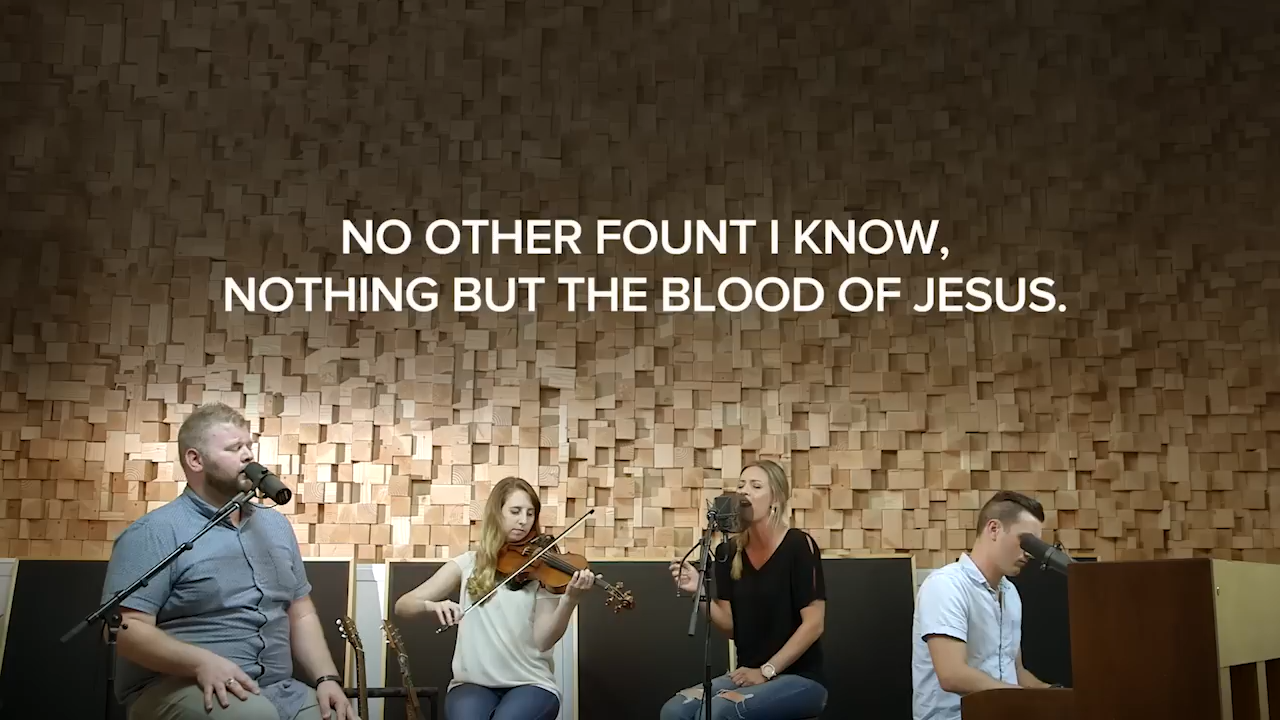 NO OTHER FOUNT I KNOW,
NOTHING BUT THE BLOOD OF JESUS.